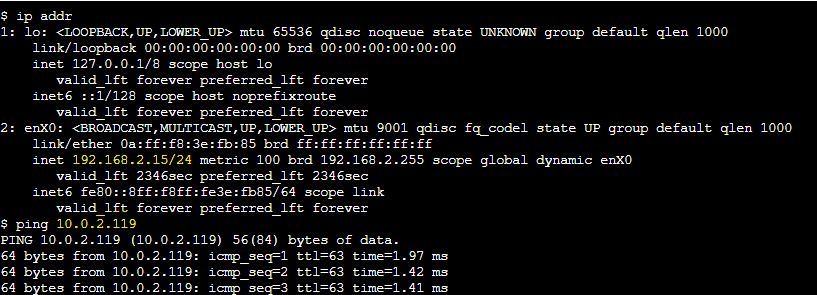 $ ip addr
1: lo: <LOOPBACK,UP,LOWER_UP> mtu 65536 qdisc noqueue state UNKNOWN group default qlen 1000
    link/loopback 00:00:00:00:00:00 brd 00:00:00:00:00:00
    inet 127.0.0.1/8 scope host lo
       valid_lft forever preferred_lft forever
    inet6 ::1/128 scope host noprefixroute
       valid_lft forever preferred_lft forever
2: enX0: <BROADCAST,MULTICAST,UP,LOWER_UP> mtu 9001 qdisc fq_codel state UP group default qlen 1000
    link/ether 0a:ff:f8:3e:fb:85 brd ff:ff:ff:ff:ff:ff
    inet 192.168.2.15/24 metric 100 brd 192.168.2.255 scope global dynamic enX0
       valid_lft 2346sec preferred_lft 2346sec
    inet6 fe80::8ff:f8ff:fe3e:fb85/64 scope link
       valid_lft forever preferred_lft forever
$ ping 10.0.2.119
PING 10.0.2.119 (10.0.2.119) 56(84) bytes of data.
64 bytes from 10.0.2.119: icmp_seq=1 ttl=63 time=1.97 ms
64 bytes from 10.0.2.119: icmp_seq=2 ttl=63 time=1.42 ms
64 bytes from 10.0.2.119: icmp_seq=3 ttl=63 time=1.41 ms